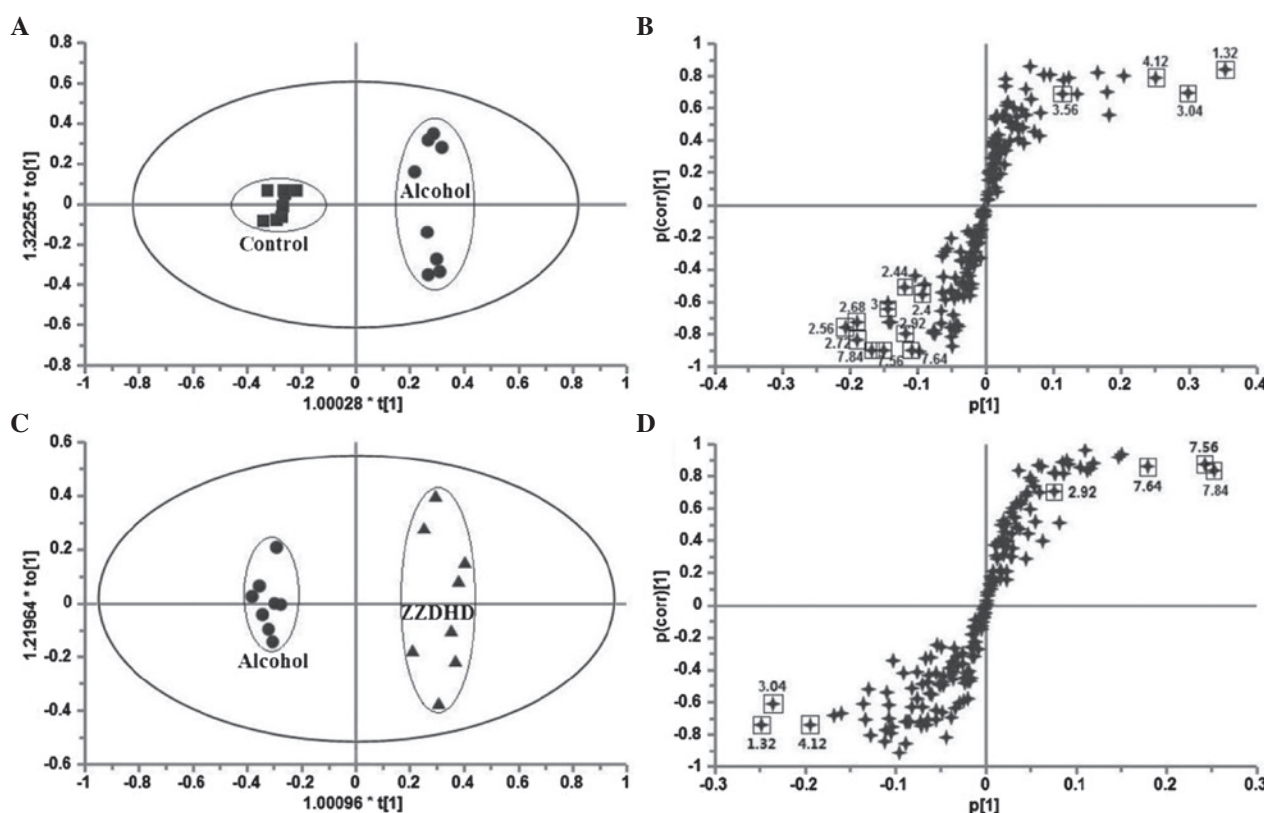 A
0.8
0.6
0.4
0.2
0
-0.2
-0.4
-0.6
-0.8
1.32255 * to[1]
Alcohol
Control
-1 -0.8 -0.6 -0.4 -0.2 0 0.2 0.4 0.6 0.8 1
1.00028 * t[1]
B
1
0.8
0.6
0.4
0.2
0
-0.2
-0.4
-0.6
-0.8
-1
p(corr)[1]
4.12
1.32
3.56
3.04
2.44
2.4
3
2.68
2.92
2.56
2.72
7.84
7.56
7.64
-0.4 -0.3 -0.2 -0.1 0 0.1 0.2 0.3 0.4
p[1]
C
0.6
0.4
0.2
0
-0.2
-0.4
-0.6
1.21964 * to[1]
ZZDHD
Alcohol
-1 -0.8 -0.6 -0.4 -0.2 0 0.2 0.4 0.6 0.8 1
1.00096 * t[1]
D
1
0.8
0.6
0.4
0.2
0
-0.2
-0.4
-0.6
-0.8
-1
p(corr)[1]
7.56
7.64
7.84
2.92
3.04
1.32
4.12
-0.3 -0.2 -0.1 0 0.1 0.2 0.3
p[1]